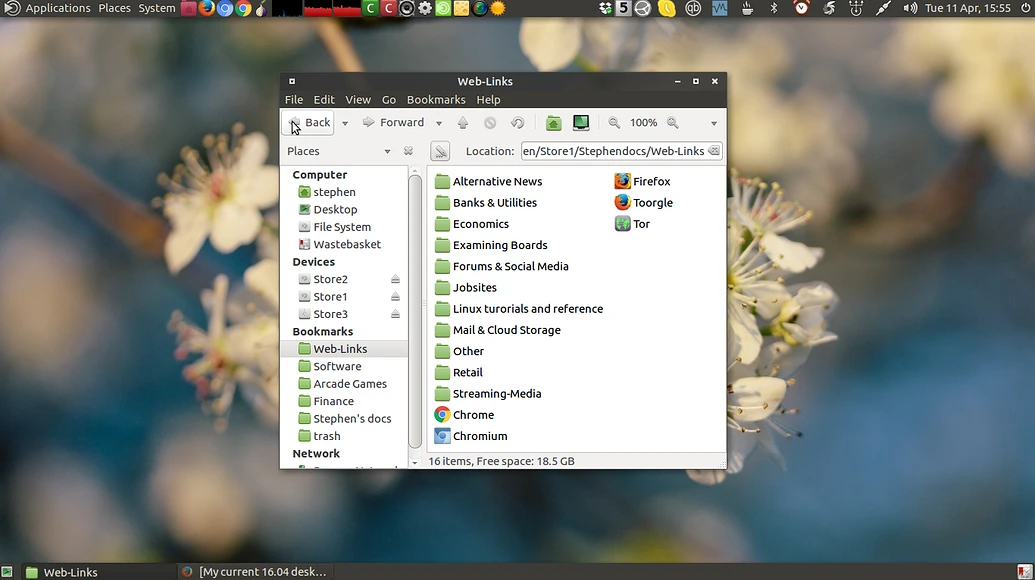 Applications Places System
5
Tue 11 Apr, 15:55
Web-Links
File Edit View Go Bookmarks Help
Back Forward 100%
Places
Location: en/Store1/Stephendocs/Web-Links
Computer
stephen
Desktop
File System
Wastebasket
Devices
Store2
Store1
Store3
Bookmarks
Web-Links
Software
Arcade Games
Finance
Stephen's docs
trash
Network
Alternative News
Banks & Utilities
Economics
Examining Boards
Forums & Social Media
Jobsites
Linux turorials and reference
Mail & Cloud Storage
Other
Retail
Streaming-Media
Chrome
Chromium
Firefox
Toorgle
Tor
16 items, Free space: 18.5 GB
Web-Links
[My current 16.04 desk...